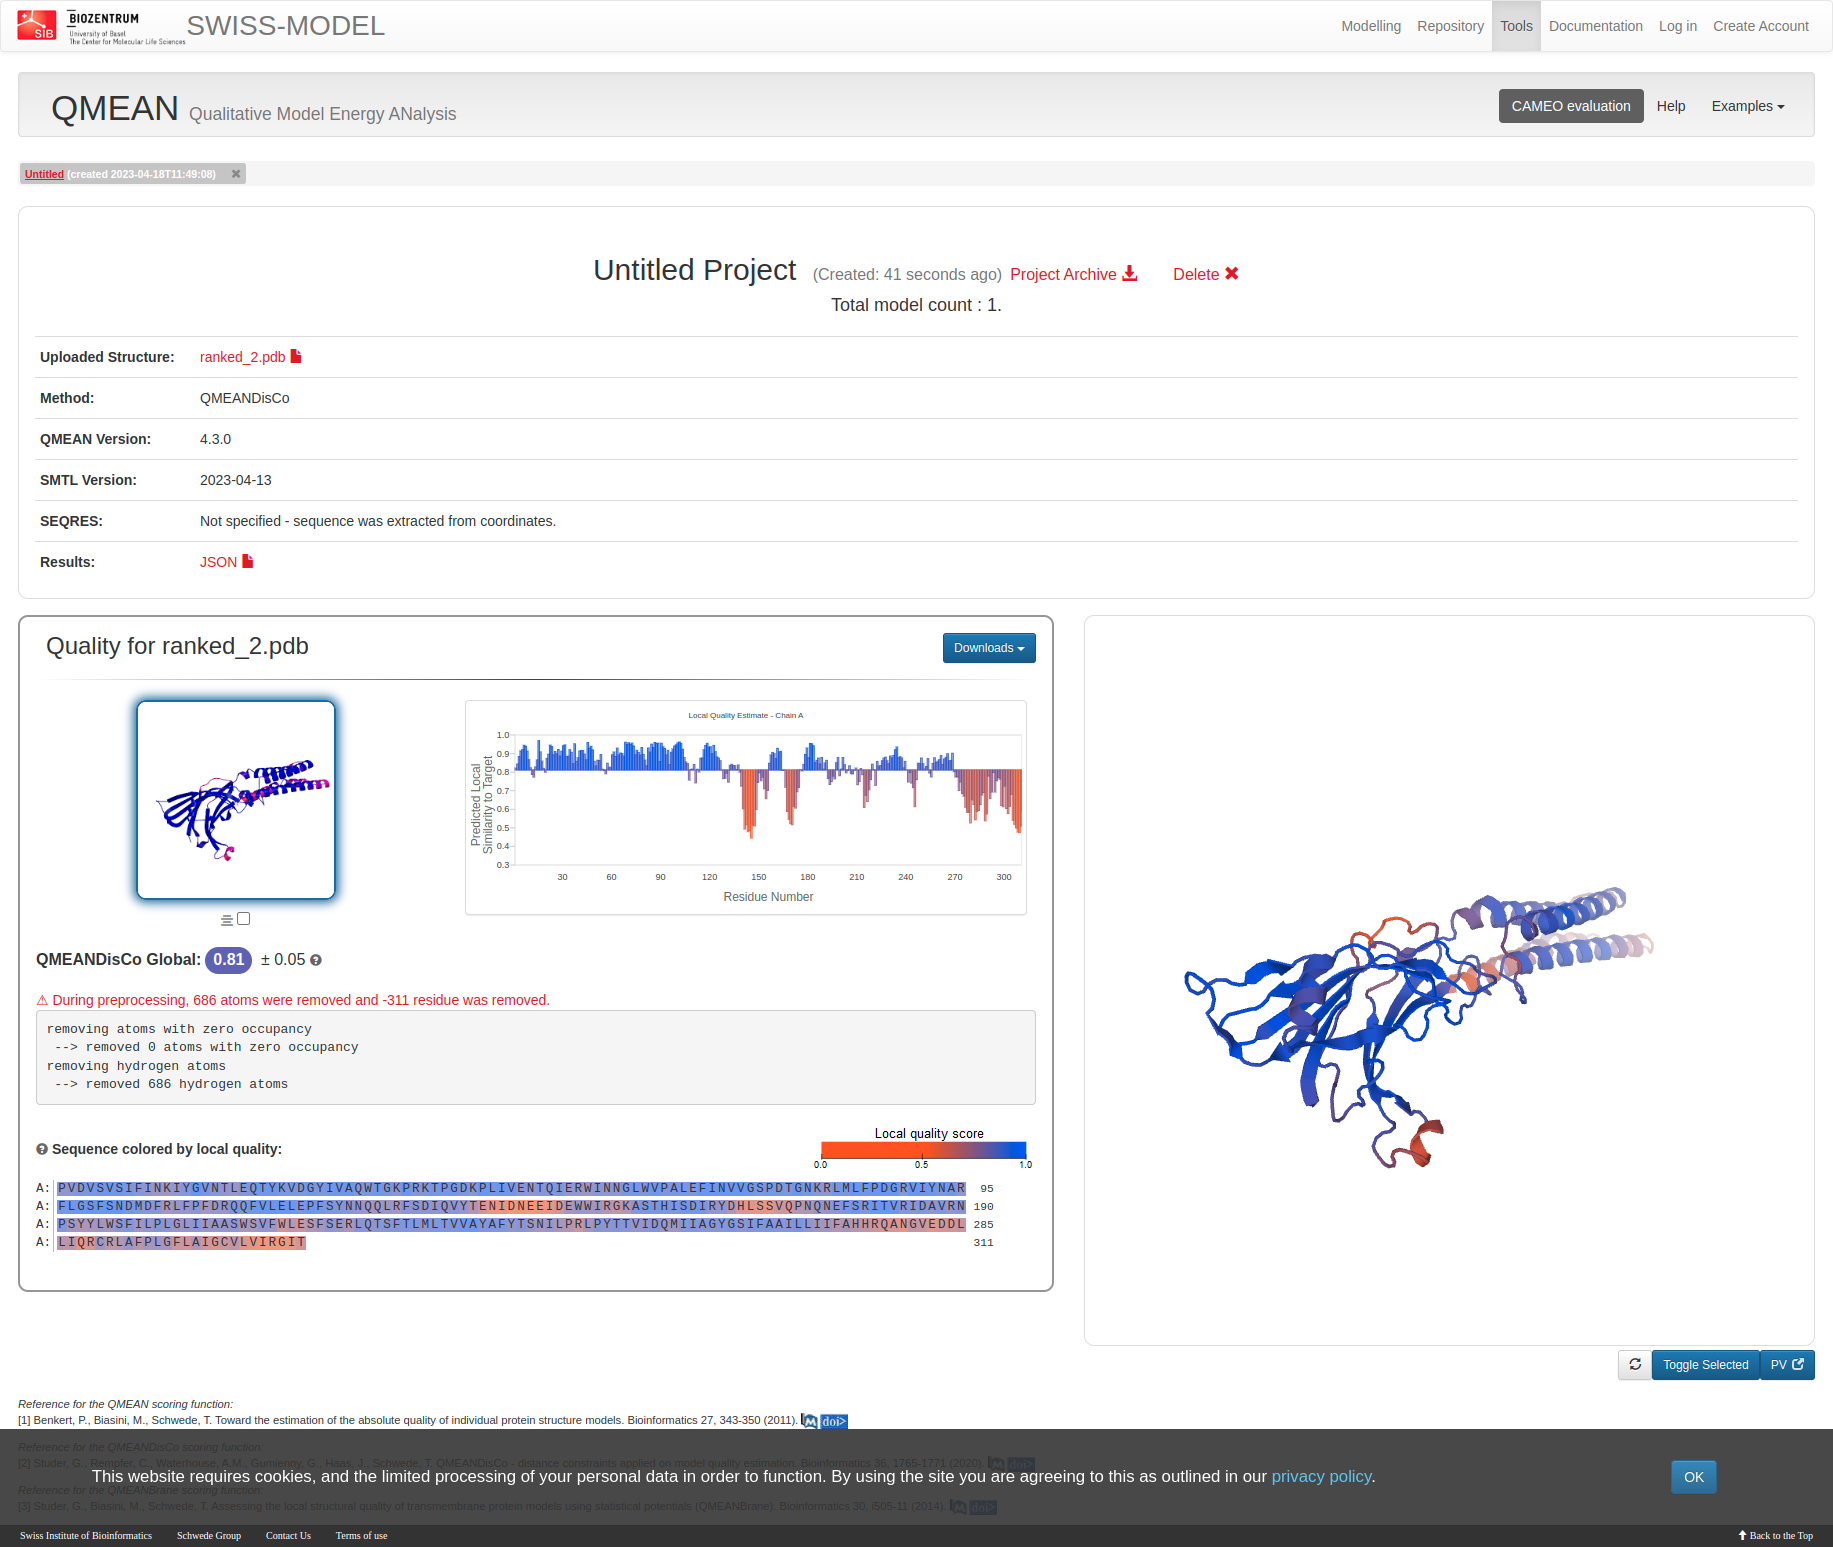 SIB
BIOZENTRUM
University of Basel
The Center for Molecular Life Sciences
SWISS-MODEL
Modelling Repository Tools Documentation Log in Create Account
QMEAN Qualitative Model Energy ANalysis
CAMEO evaluation Help Examples
Untitled (created 2023-04-18T11:49:08)
Untitled Project (Created: 41 seconds ago) Project Archive Delete
Total model count : 1.
Uploaded Structure: ranked_2.pdb
Method: QMEANDisCo
QMEAN Version: 4.3.0
SMTL Version: 2023-04-13
SEQRES: Not specified - sequence was extracted from coordinates.
Results: JSON
Quality for ranked_2.pdb
Downloads
Local Quality Estimate - Chain A
Predicted Local
Similarity to Target
1.0
0.9
0.8
0.7
0.6
0.5
0.4
0.3
30 60 90 120 150 180 210 240 270 300
Residue Number
QMEANDisCo Global: 0.81 ± 0.05
⚠ During preprocessing, 686 atoms were removed and -311 residue was removed.
removing atoms with zero occupancy
--> removed 0 atoms with zero occupancy
removing hydrogen atoms
--> removed 686 hydrogen atoms
Sequence colored by local quality:
Local quality score
0.0 0.5 1.0
A: PVDVSVSIFINKIYGVNTLEQTYKVDGYIVAQWTGKPRKTPGDKPLIVENTQIERWINNGLWVPALEFINVVGSPDTGNKRLMLFPDGRVIYNAR 95
A: FLGSFSNDMDFRLFPFDRQQFVLELEPFSYNNQQLRFSDIQVYTENIDNEEIDEWWIRGKASTHISDIRYDHLSSVQPNQNEFSRITVRIDAVRN 190
A: PSYYLWSFILPLGLIIAASWSVFWLESFSERLQTSFTLMLTVVAYAFYTSNILPRLPYTTVIDQMIIAGYGSIFAAILLIIFAHHRQANGVEDDL 285
A: LIQRCRLAFPLGFLAIGCVLVIRGIT 311
Toggle Selected PV
Reference for the QMEAN scoring function:
[1] Benkert, P., Biasini, M., Schwede, T. Toward the estimation of the absolute quality of individual protein structure models. Bioinformatics 27, 343-350 (2011). M doi>
Reference for the QMEANDisCo scoring function:
[2] Studer, G., Rempfer, C., Waterhouse, A.M., Gumienny, G., Haas, J., Schwede, T. QMEANDisCo - distance constraints applied on model quality estimation. Bioinformatics 36, 1765-1771 (2020). M doi>
This website requires cookies, and the limited processing of your personal data in order to function. By using the site you are agreeing to this as outlined in our privacy policy.
OK
Reference for the QMEANBrane scoring function:
[3] Studer, G., Biasini, M., Schwede, T. Assessing the local structural quality of transmembrane protein models using statistical potentials (QMEANBrane). Bioinformatics 30, i505-11 (2014). M doi>
Swiss Institute of Bioinformatics Schwede Group Contact Us Terms of use
Back to the Top